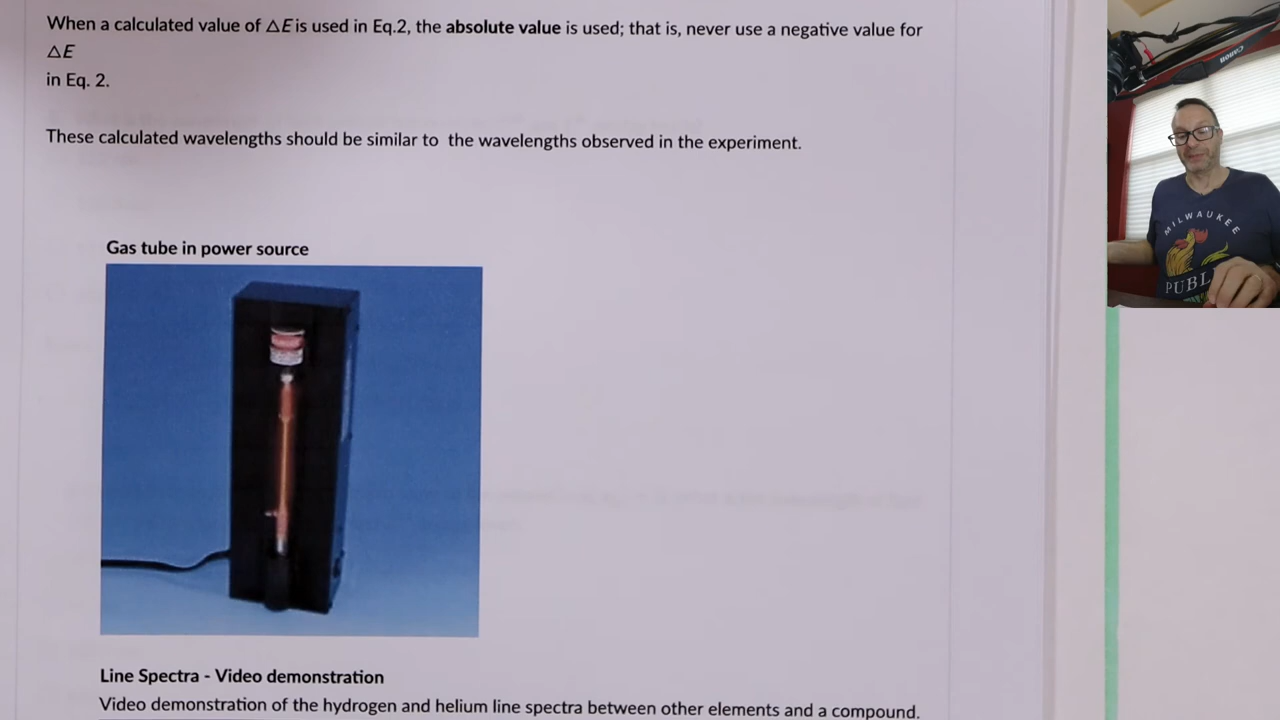 When a calculated value of △E is used in Eq.2, the absolute value is used; that is, never use a negative value for
△E
in Eq. 2.
These calculated wavelengths should be similar to the wavelengths observed in the experiment.
Gas tube in power source
Line Spectra - Video demonstration
Video demonstration of the hydrogen and helium line spectra between other elements and a compound.
Canon
MILWAUKEE
PUBL